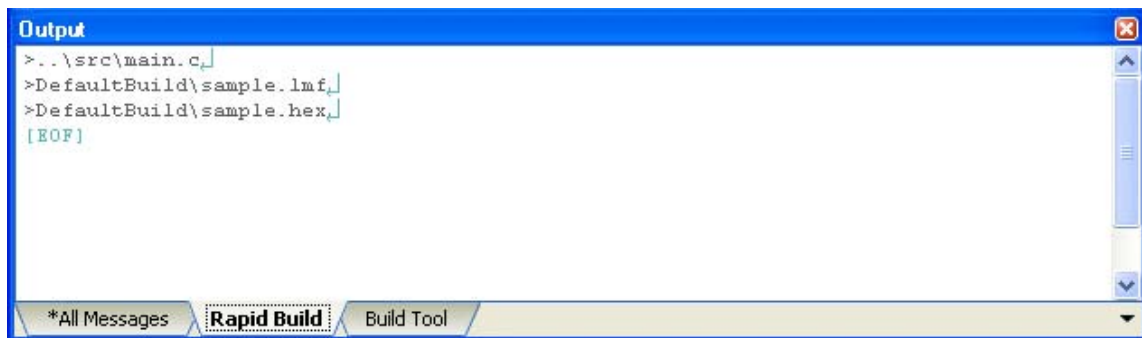 Output
>..\src\main.c↵
>DefaultBuild\sample.lmf↵
>DefaultBuild\sample.hex↵
[EOF]
*All Messages Rapid Build Build Tool